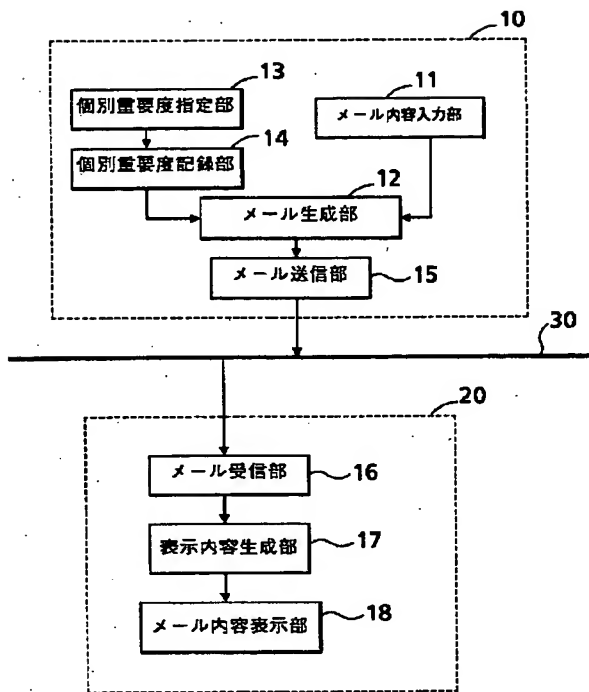 10
13
個別重要度指定部
11
メール内容入力部
14
個別重要度記録部
12
メール生成部
メール送信部
15
30
20
メール受信部
16
表示内容生成部
17
メール内容表示部
18